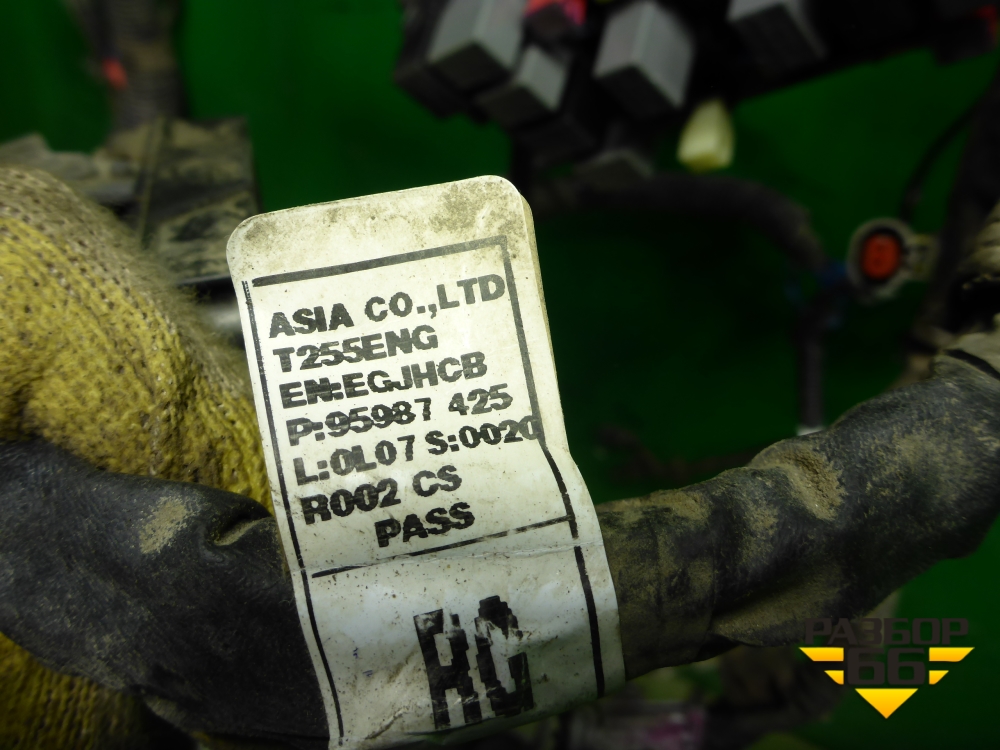 ASIA CO.,LTD
T255ENG
EN:EGJHCB
P:95987 425
L:0L07 S:0020
R002 CS
PASS
RG
РАЗБОР
66